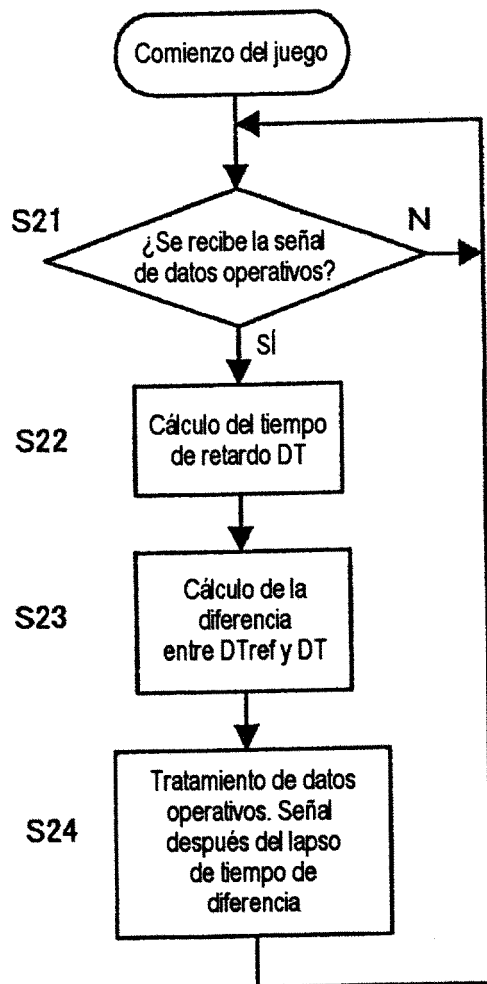 Comienzo del juego
S21
N
¿Se recibe la señal
de datos operativos?
SÍ
S22
Cálculo del tiempo
de retardo DT
S23
Cálculo de la
diferencia
entre DTref y DT
S24
Tratamiento de datos
operativos. Señal
después del lapso
de tiempo de
diferencia